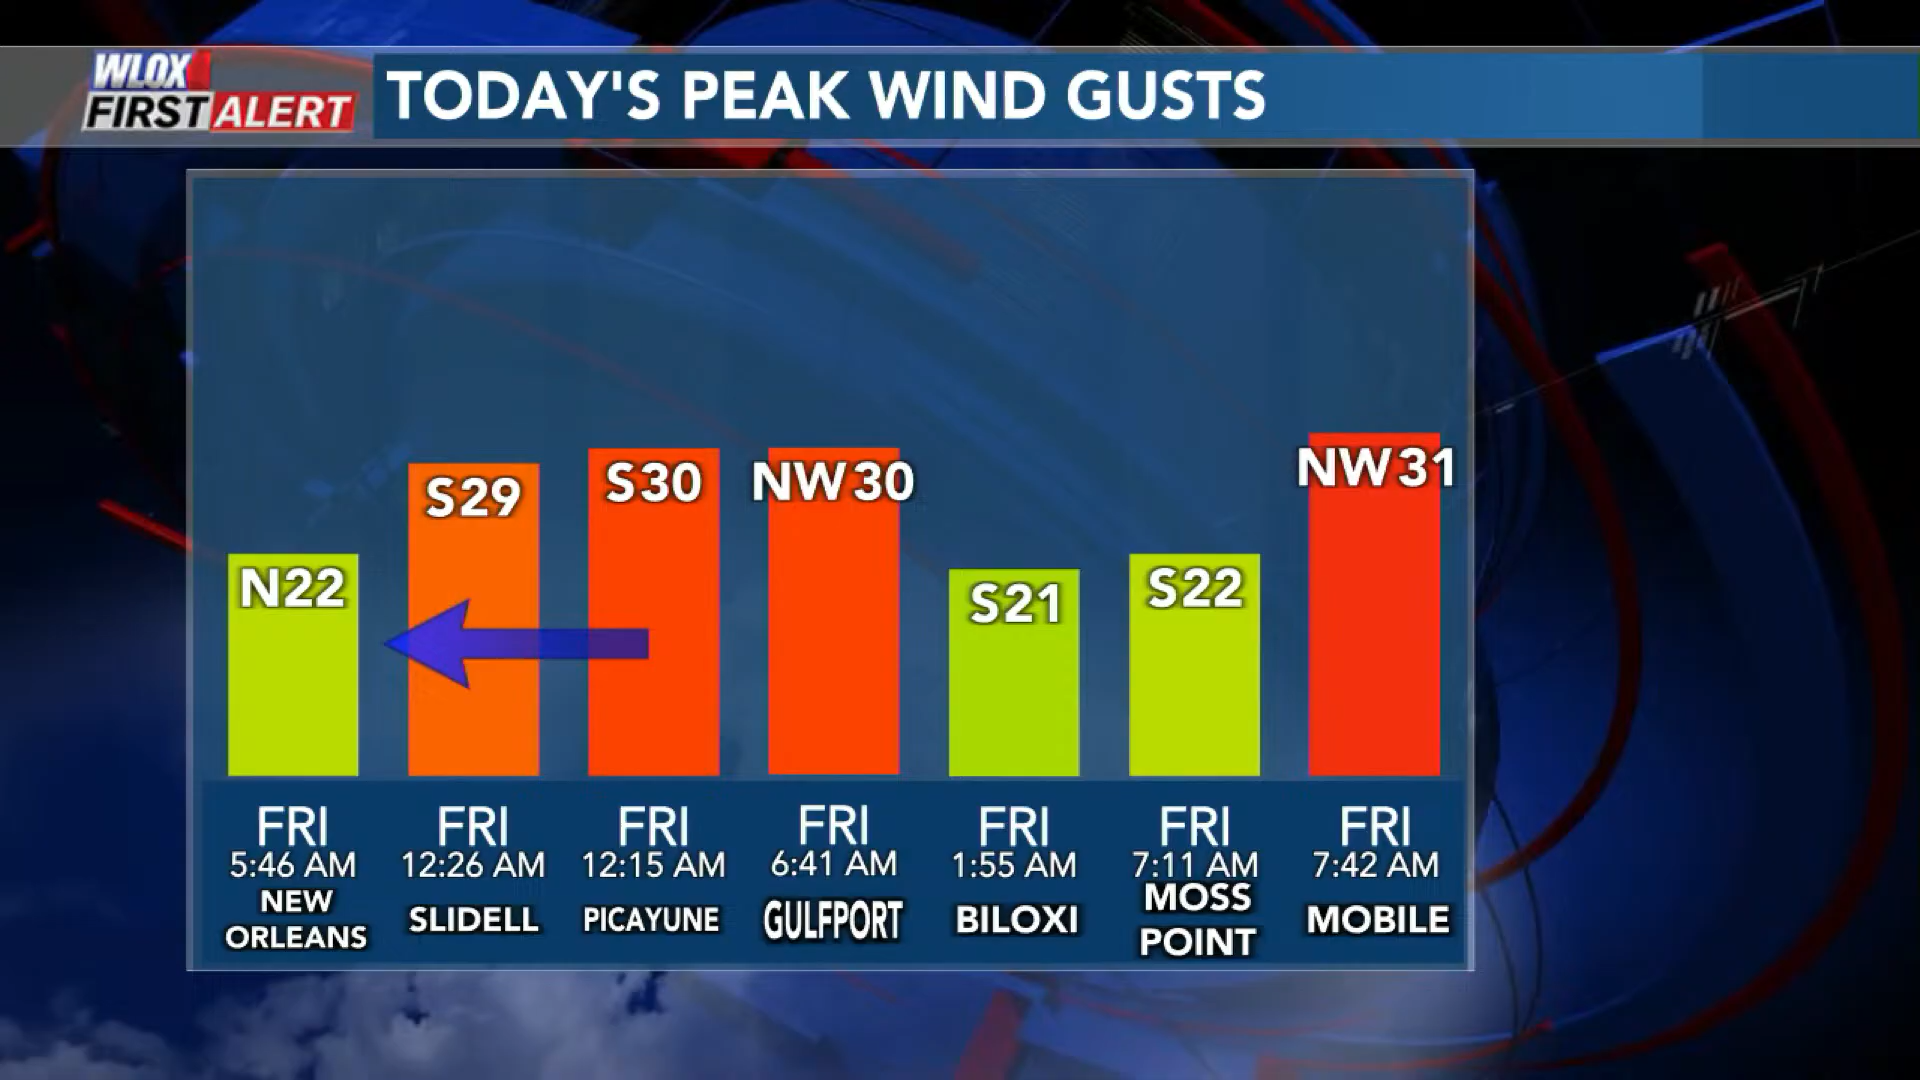 WLOX
FIRST ALERT
TODAY'S PEAK WIND GUSTS
N22
S29
S30
NW30
S21
S22
NW31
FRI
5:46 AM
NEW
ORLEANS
FRI
12:26 AM
SLIDELL
FRI
12:15 AM
PICAYUNE
FRI
6:41 AM
GULFPORT
FRI
1:55 AM
BILOXI
FRI
7:11 AM
MOSS
POINT
FRI
7:42 AM
MOBILE